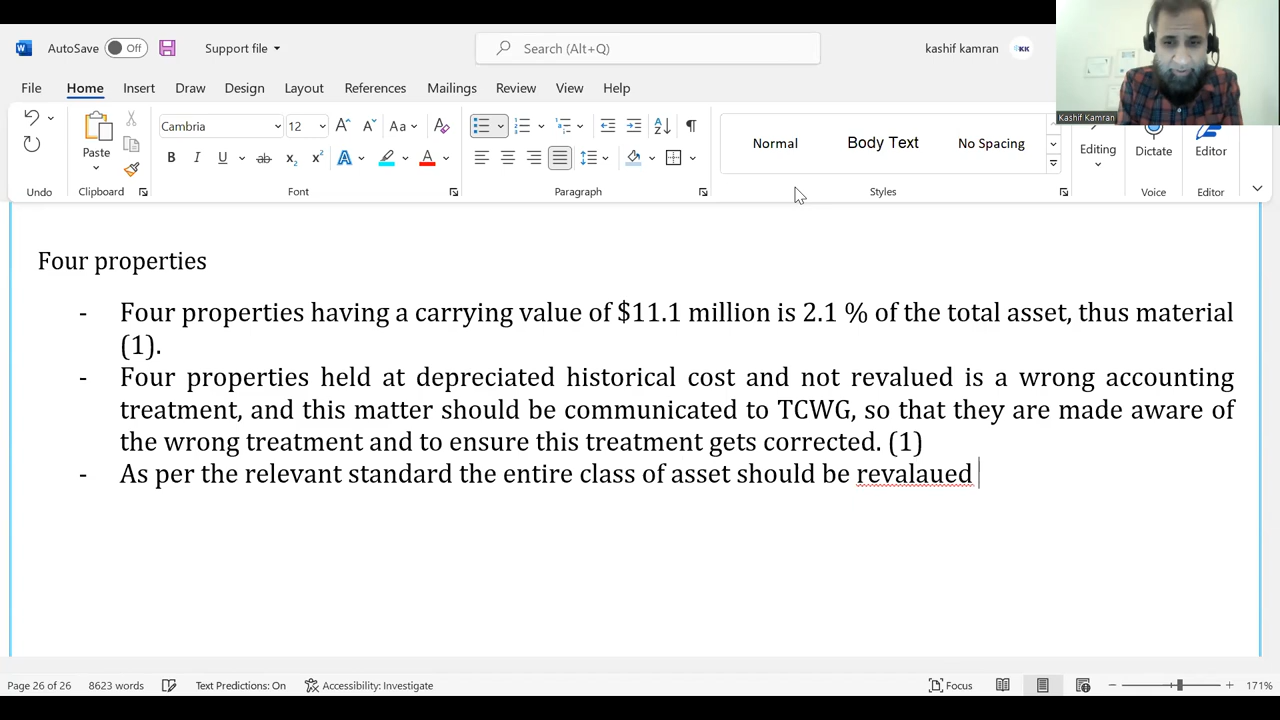 AutoSave Off Support file Search (Alt+Q) kashif kamran KK
Kashif Kamran
File Home Insert Draw Design Layout References Mailings Review View Help
Cambria 12 Aa
Paste Editing Dictate Editor
B I U ab x₂ x² A A
Normal Body Text No Spacing
Undo Clipboard Font Paragraph Styles Voice Editor
Four properties
- Four properties having a carrying value of $11.1 million is 2.1 % of the total asset, thus material
(1).
- Four properties held at depreciated historical cost and not revalued is a wrong accounting
treatment, and this matter should be communicated to TCWG, so that they are made aware of
the wrong treatment and to ensure this treatment gets corrected. (1)
- As per the relevant standard the entire class of asset should be revalaued
Page 26 of 26 8623 words Text Predictions: On Accessibility: Investigate Focus 171%